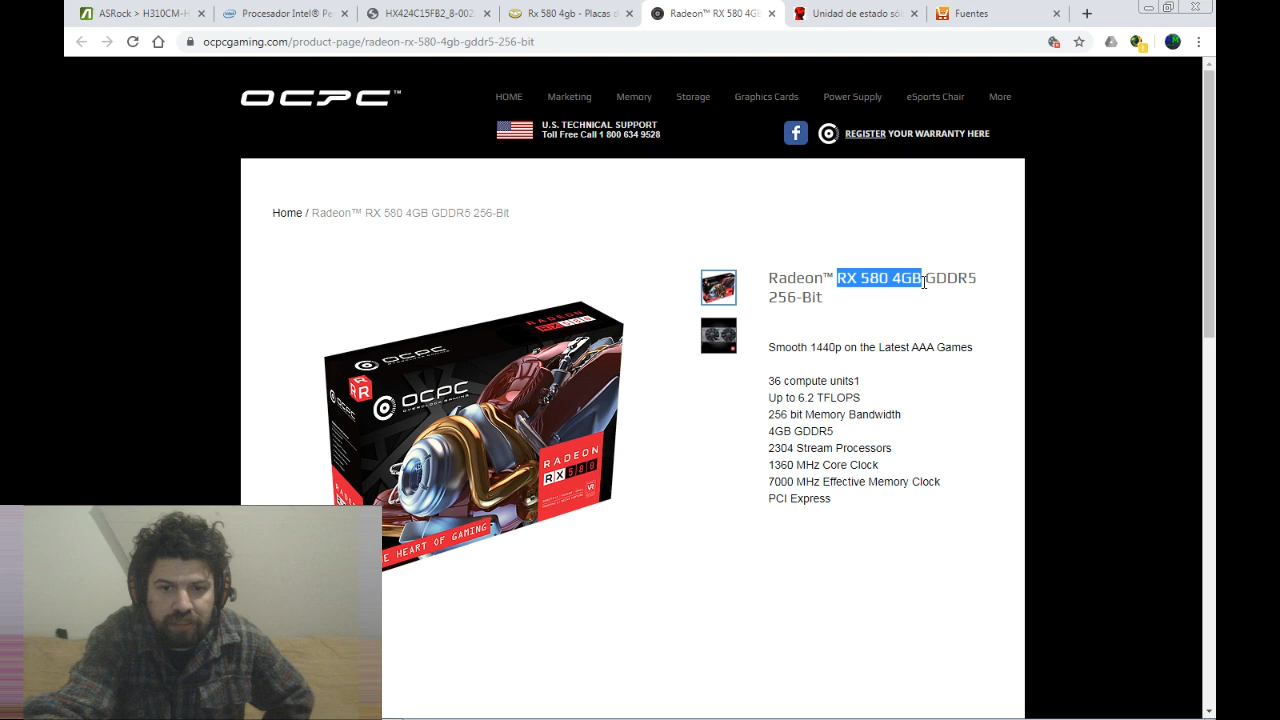 ASRock > H310CM-H
Procesador Intel® Pe
HX424C15FB2_8-002
Rx 580 4gb - Placas d
Radeon™ RX 580 4G
Unidad de estado sól
Fuentes
ocpcgaming.com/product-page/radeon-rx-580-4gb-gddr5-256-bit
OCPC™
HOME Marketing Memory Storage Graphics Cards Power Supply eSports Chair More
U.S. TECHNICAL SUPPORT
Toll Free Call 1 800 634 9528
REGISTER YOUR WARRANTY HERE
Home / Radeon™ RX 580 4GB GDDR5 256-Bit
Radeon™ RX 580 4GB GDDR5
256-Bit
Smooth 1440p on the Latest AAA Games
36 compute units1
Up to 6.2 TFLOPS
256 bit Memory Bandwidth
4GB GDDR5
2304 Stream Processors
1360 MHz Core Clock
7000 MHz Effective Memory Clock
PCI Express
RADEON
RX 580
OCPC
OCPC
RADEON
RX580
E HEART OF GAMING